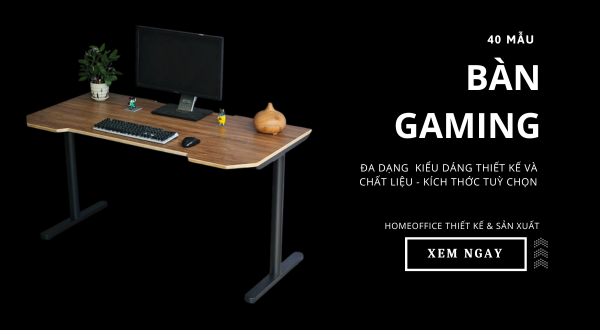 40 MẪU
BÀN
GAMING
ĐA DẠNG KIỂU DÁNG THIẾT KẾ VÀ
CHẤT LIỆU - KÍCH THỚC TUỲ CHỌN
HOMEOFFICE THIẾT KẾ & SẢN XUẤT
XEM NGAY